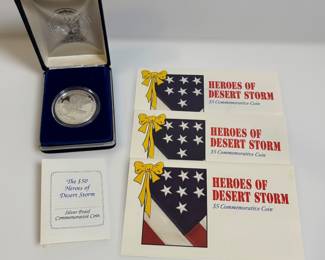 HEROES OF
DESERT STORM
$5 Commemorative Coin
HEROES OF
DESERT STORM
$5 Commemorative Coin
HEROES OF
DESERT STORM
$5 Commemorative Coin
The $50
Heroes of
Desert Storm
Silver Proof
Commemorative Coin